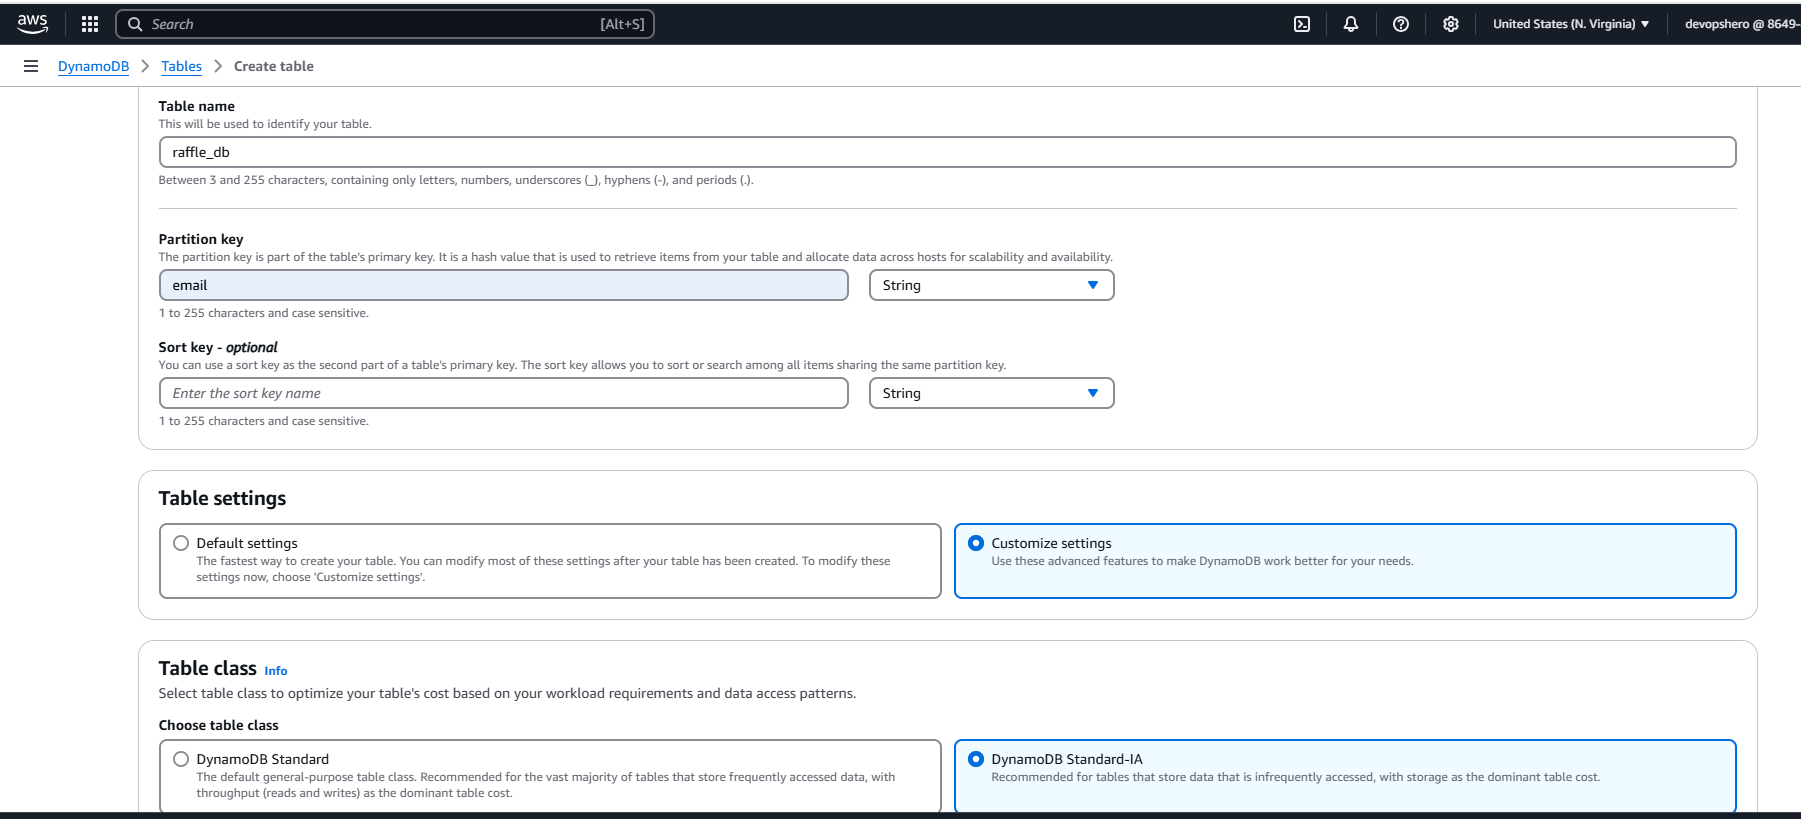 aws
Search [Alt+S]
United States (N. Virginia)
devopshero @ 8649-
DynamoDB
Tables
Create table
Table name
This will be used to identify your table.
raffle_db
Between 3 and 255 characters, containing only letters, numbers, underscores (_), hyphens (-), and periods (.).
Partition key
The partition key is part of the table's primary key. It is a hash value that is used to retrieve items from your table and allocate data across hosts for scalability and availability.
email
String
1 to 255 characters and case sensitive.
Sort key - optional
You can use a sort key as the second part of a table's primary key. The sort key allows you to sort or search among all items sharing the same partition key.
Enter the sort key name
String
1 to 255 characters and case sensitive.
Table settings
Default settings
The fastest way to create your table. You can modify most of these settings after your table has been created. To modify these
settings now, choose 'Customize settings'.
Customize settings
Use these advanced features to make DynamoDB work better for your needs.
Table class Info
Select table class to optimize your table's cost based on your workload requirements and data access patterns.
Choose table class
DynamoDB Standard
The default general-purpose table class. Recommended for the vast majority of tables that store frequently accessed data, with
throughput (reads and writes) as the dominant table cost.
DynamoDB Standard-IA
Recommended for tables that store data that is infrequently accessed, with storage as the dominant table cost.